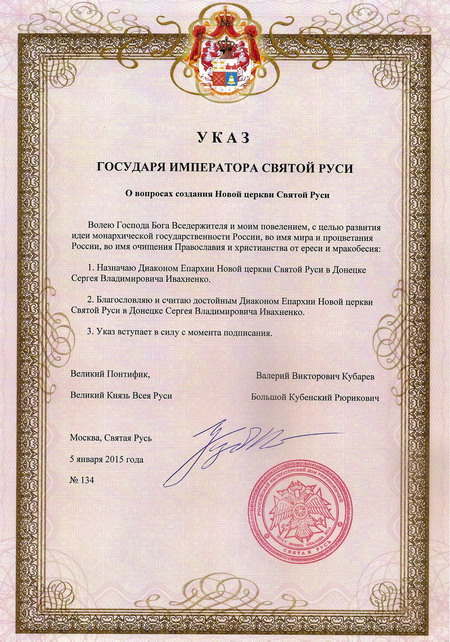 УКАЗ
ГОСУДАРЯ ИМПЕРАТОРА СВЯТОЙ РУСИ
О вопросах создания Новой церкви Святой Руси
Волею Господа Бога Вседержителя и моим повелением, с целью развития
идеи монархической государственности России, во имя мира и процветания
России, во имя очищения Православия и христианства от ереси и мракобесия:
1. Назначаю Диаконом Епархии Новой церкви Святой Руси в Донецке
Сергея Владимировича Ивахненко.
2. Благословляю и считаю достойным Диаконом Епархии Новой церкви
Святой Руси в Донецке Сергея Владимировича Ивахненко.
3. Указ вступает в силу с момента подписания.
Великий Понтифик, Валерий Викторович Кубарев
Великий Князь Всея Руси Большой Кубенский Рюрикович
Москва, Святая Русь
5 января 2015 года
№ 134
СВЯТАЯ РУСЬ